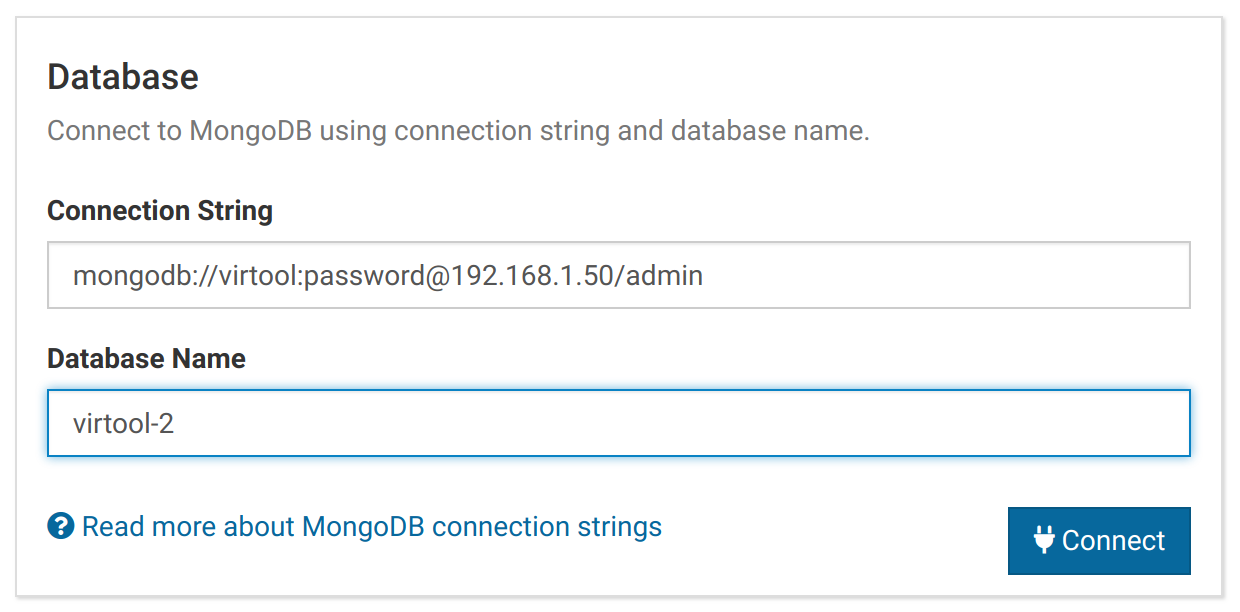 Database
Connect to MongoDB using connection string and database name.
Connection String
mongodb://virtool:password@192.168.1.50/admin
Database Name
virtool-2
Read more about MongoDB connection strings
Connect